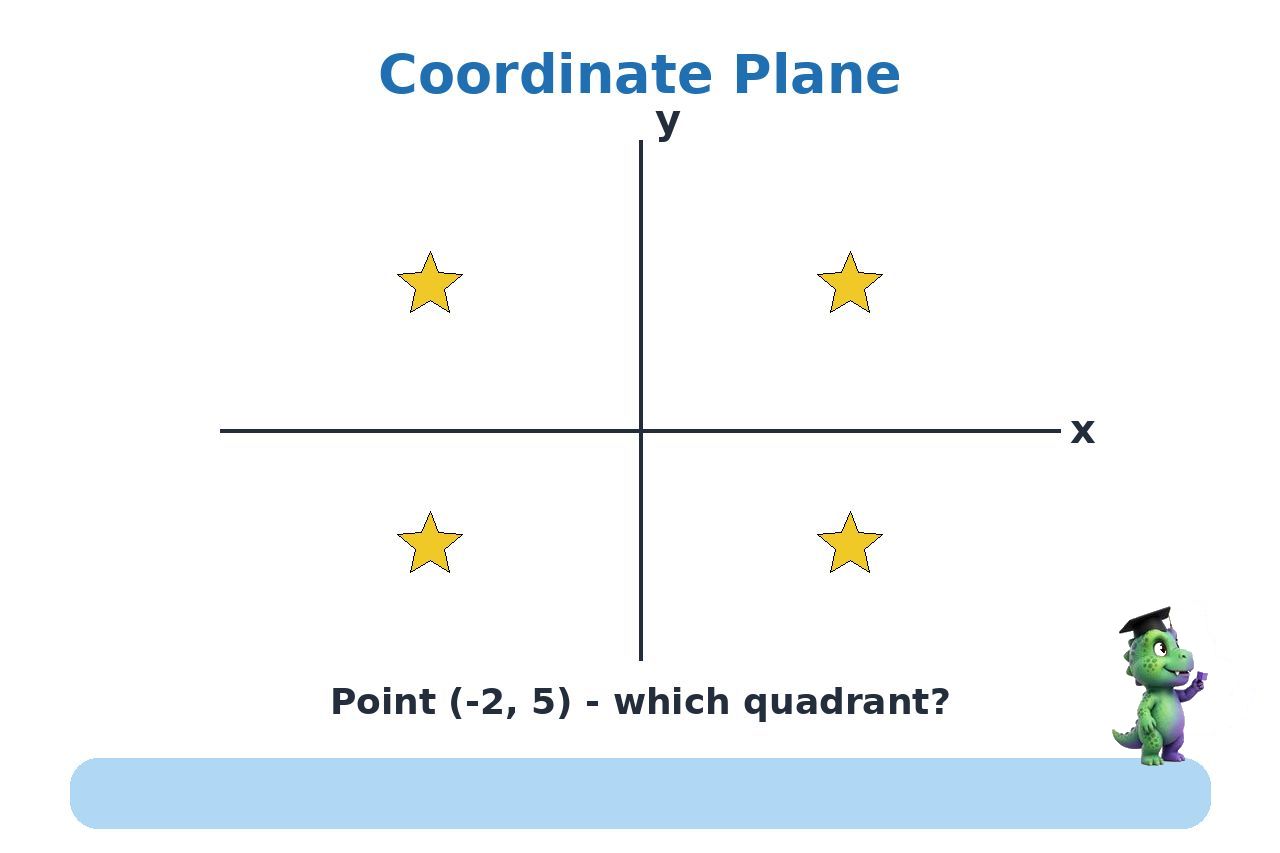 Coordinate Plane
y
x
Point (-2, 5) - which quadrant?